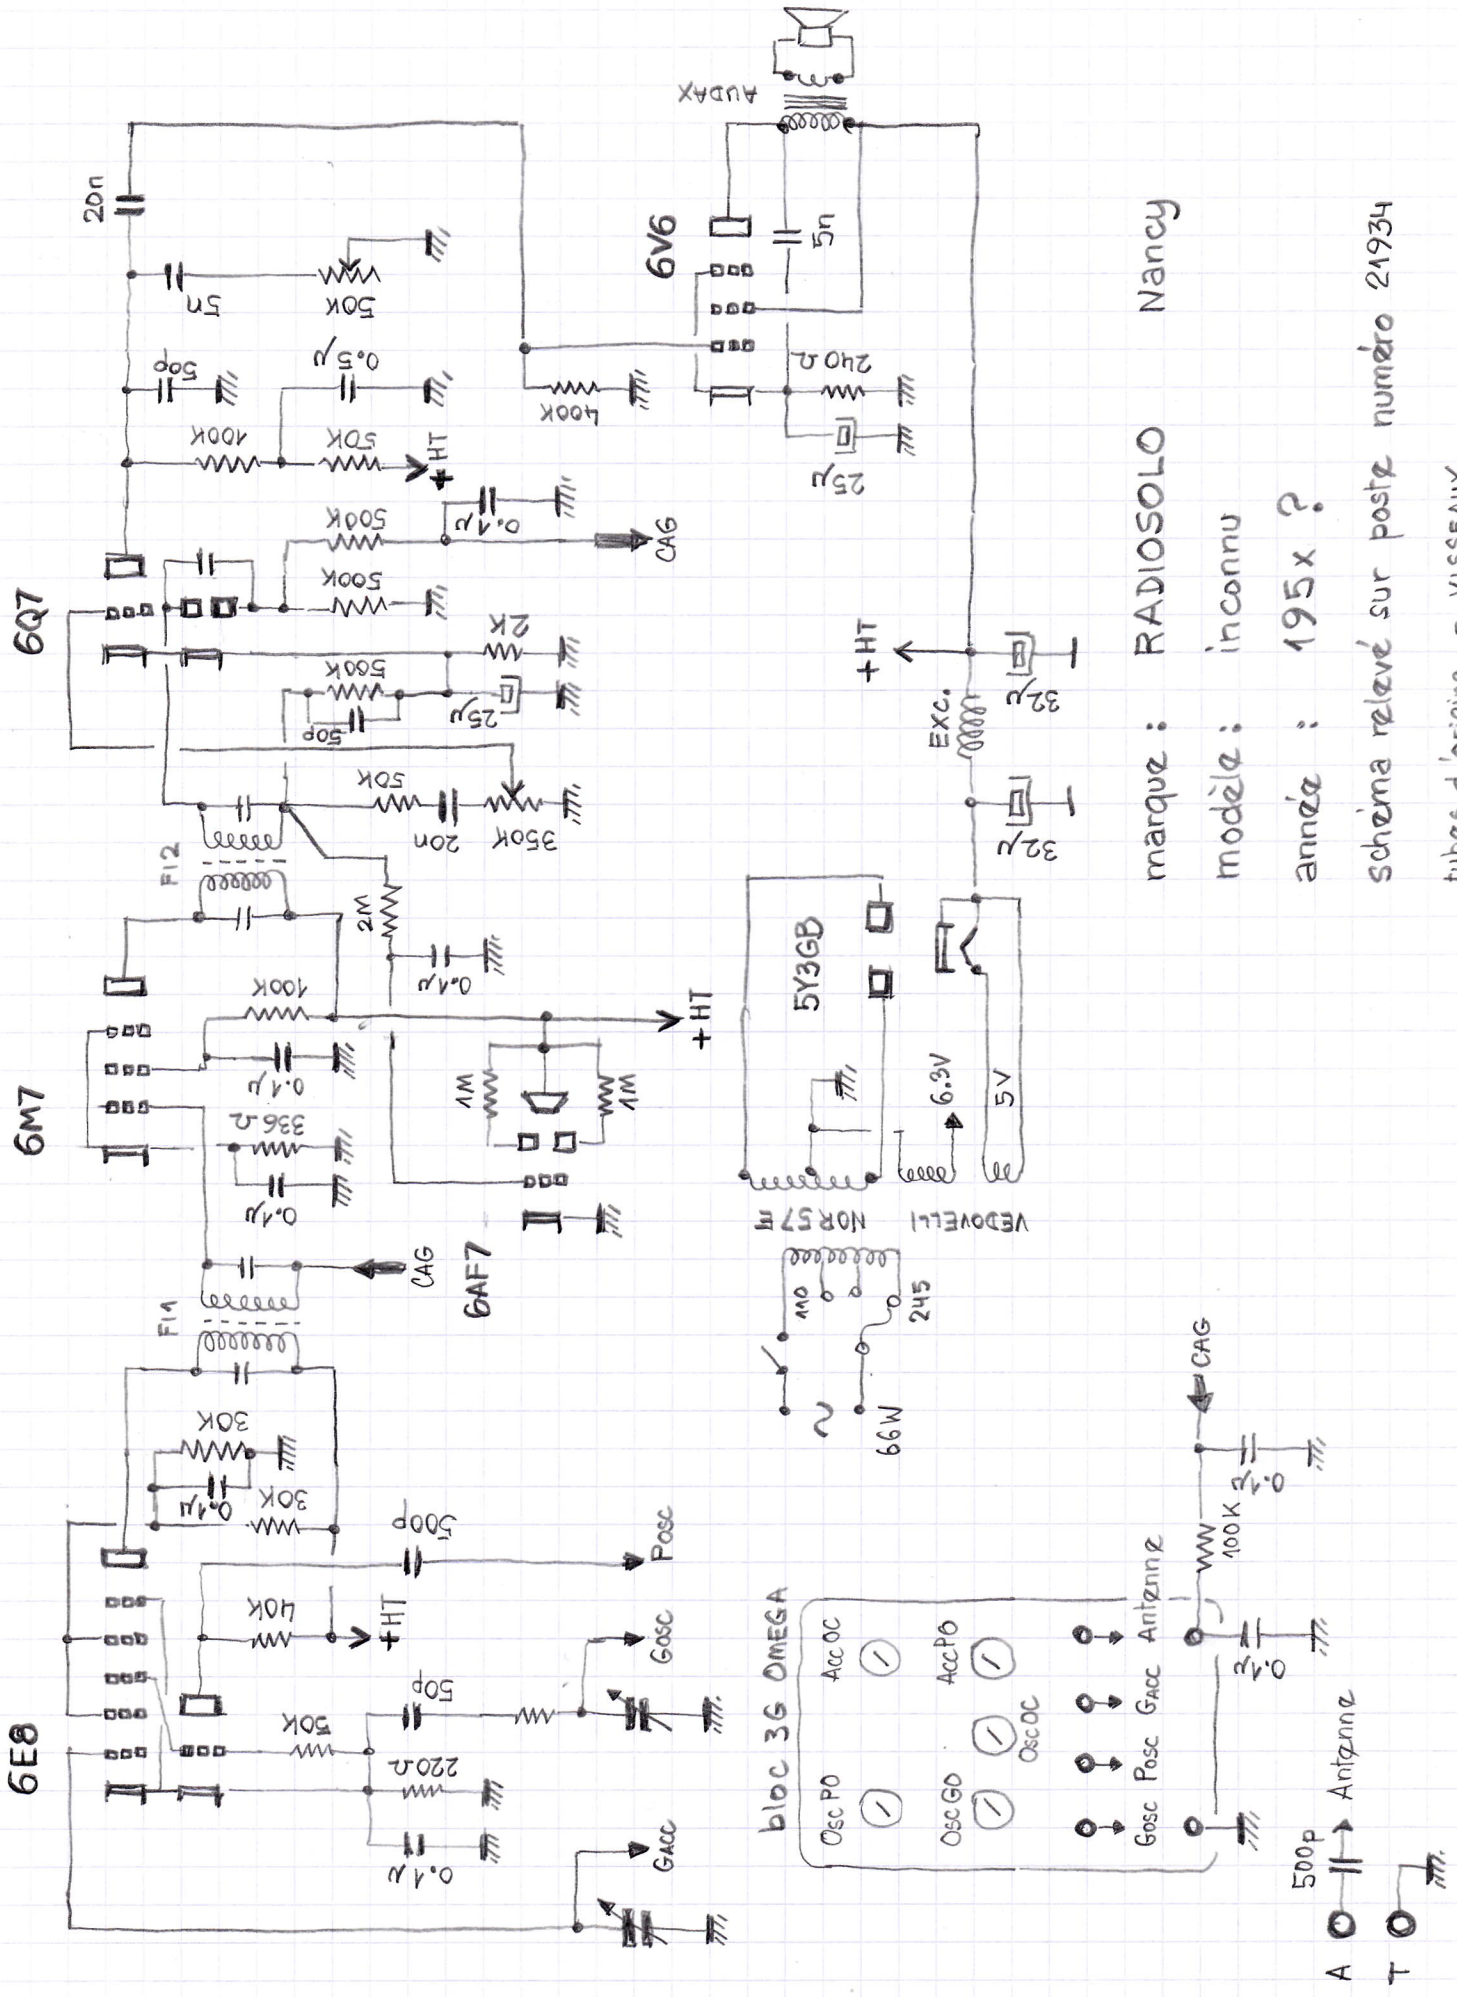 6E8
6M7
6Q7
FI1
FI2
20n
30K
0.1µ
30K
40K
+HT
500p
50K
50p
220Ω
0.1µ
Gacc
Gosc
Posc
CAG
0.1µ
336Ω
0.1µ
100K
2M
0.1µ
6AF7
1M
1M
+HT
50K
20n
350K
50p
500K
25µ
2K
500K
500K
0.1µ
CAG
100K
50K
+HT
50p
0.5µ
5n
50K
400K
6V6
25µ
240Ω
5n
AUDAX
bloc 3G OMEGA
Osc PO
Acc OC
Osc GO
Osc OC
Acc PO
Gosc Posc Gacc Antenne
0.1µ
100K
0.1µ
CAG
A
500p
Antenne
T
66W
110
245
NOR57E
VEDOVELLI
6.3V
5V
5Y3GB
32µ
Exc.
32µ
+HT
marque : RADIOSOLO Nancy
modèle : inconnu
année : 195x ?
schéma relevé sur poste numéro 21934